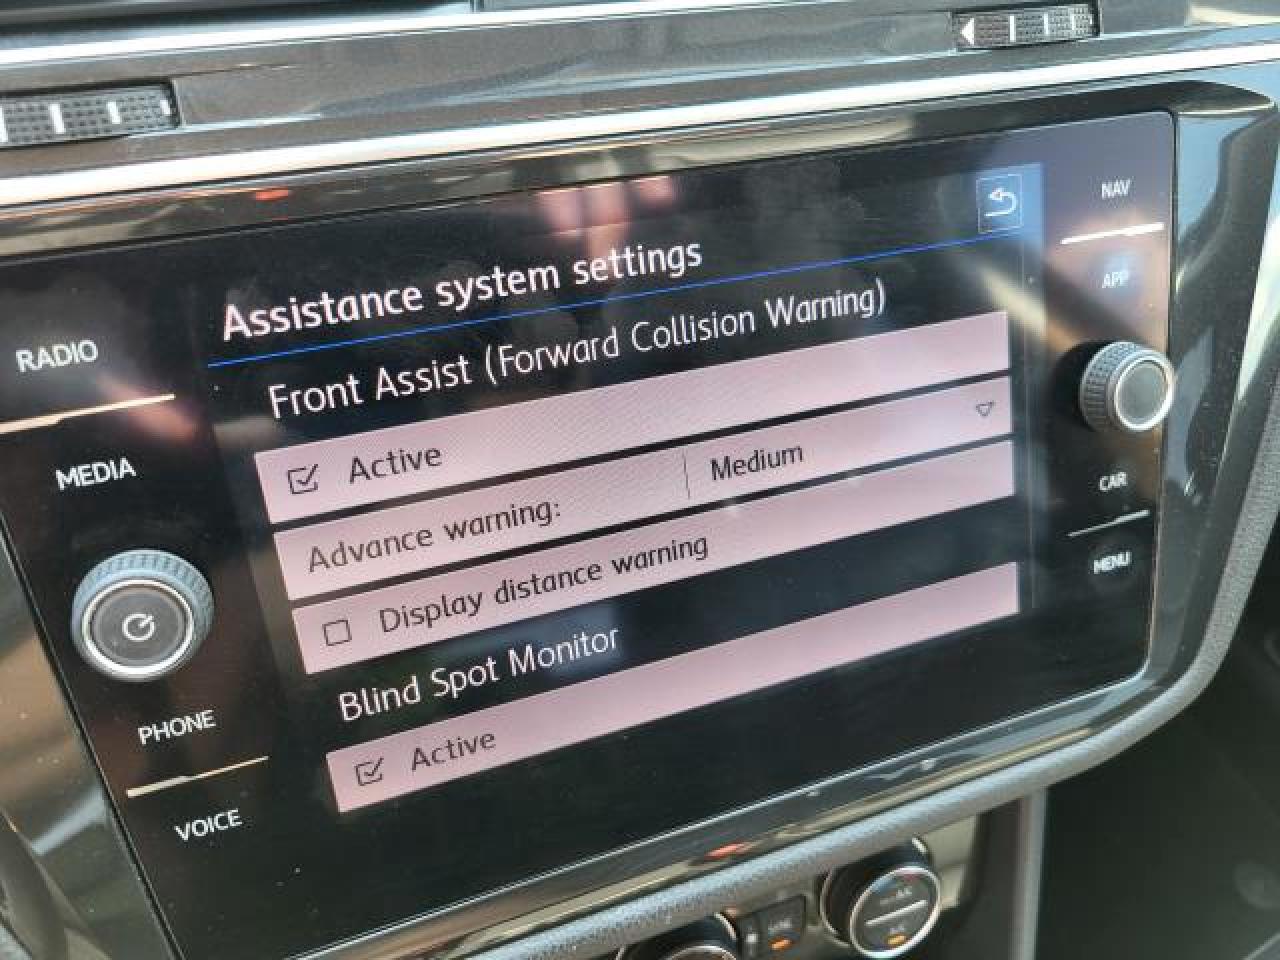 Assistance system settings
Front Assist (Forward Collision Warning)
Active
Advance warning: Medium
Display distance warning
Blind Spot Monitor
Active
RADIO
MEDIA
PHONE
VOICE
NAV
APP
CAR
MENU